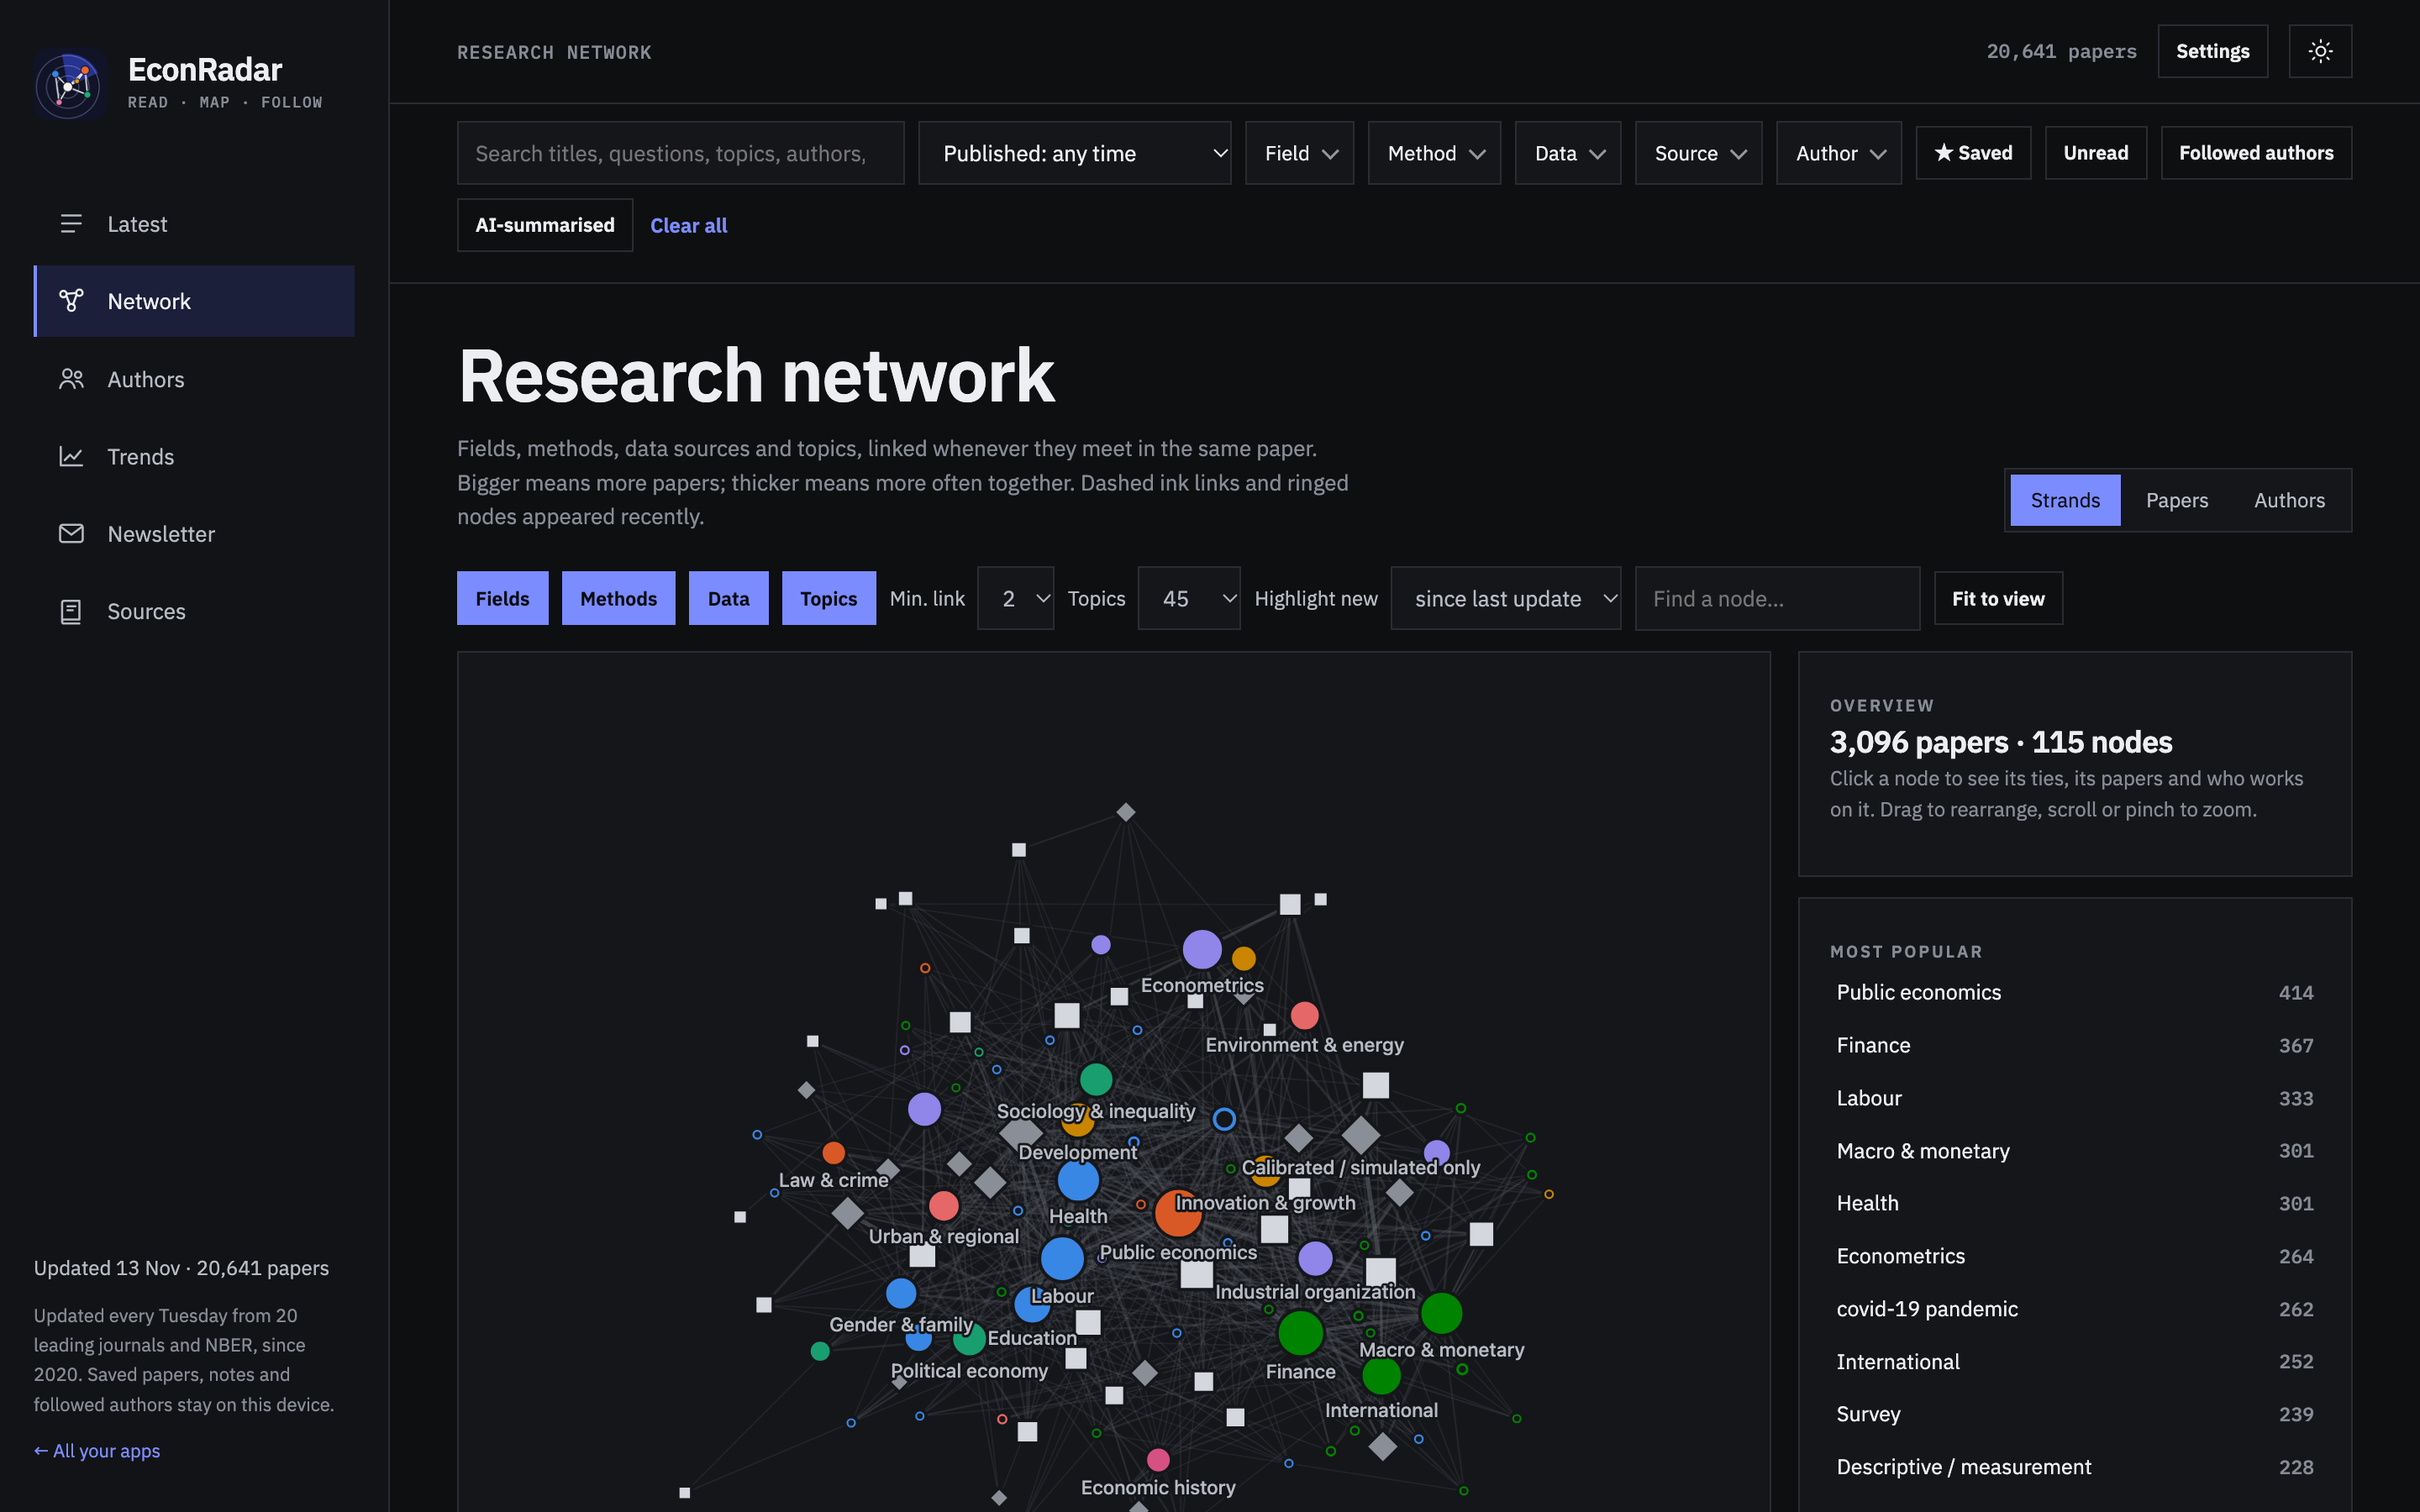 EconRadar
READ · MAP · FOLLOW
Latest
Network
Authors
Trends
Newsletter
Sources
Updated 13 Nov · 20,641 papers
Updated every Tuesday from 20
leading journals and NBER, since
2020. Saved papers, notes and
followed authors stay on this device.
← All your apps
RESEARCH NETWORK
20,641 papers
Settings
Search titles, questions, topics, authors,
Published: any time
Field
Method
Data
Source
Author
★ Saved
Unread
Followed authors
AI-summarised
Clear all
Research network
Fields, methods, data sources and topics, linked whenever they meet in the same paper.
Bigger means more papers; thicker means more often together. Dashed ink links and ringed
nodes appeared recently.
Strands
Papers
Authors
Fields
Methods
Data
Topics
Min. link
2
Topics
45
Highlight new
since last update
Find a node...
Fit to view
Econometrics
Environment & energy
Sociology & inequality
Development
Calibrated / simulated only
Law & crime
Innovation & growth
Health
Urban & regional
Public economics
Industrial organization
Labour
Gender & family
Education
Macro & monetary
Political economy
Finance
International
Economic history
OVERVIEW
3,096 papers · 115 nodes
Click a node to see its ties, its papers and who works
on it. Drag to rearrange, scroll or pinch to zoom.
MOST POPULAR
Public economics 414
Finance 367
Labour 333
Macro & monetary 301
Health 301
Econometrics 264
covid-19 pandemic 262
International 252
Survey 239
Descriptive / measurement 228